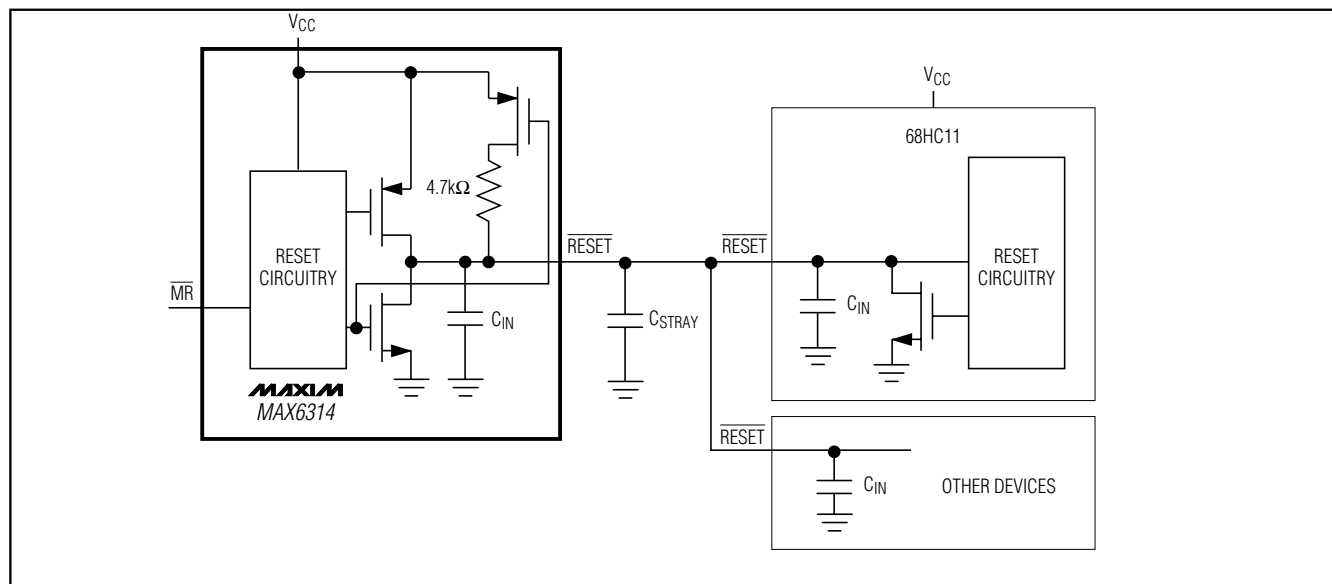 VCC
4.7kΩ
RESET
CIRCUITRY
MR
CIN
MAXIM
MAX6314
RESET
CSTRAY
RESET
VCC
68HC11
RESET
CIRCUITRY
CIN
RESET
CIN
OTHER DEVICES